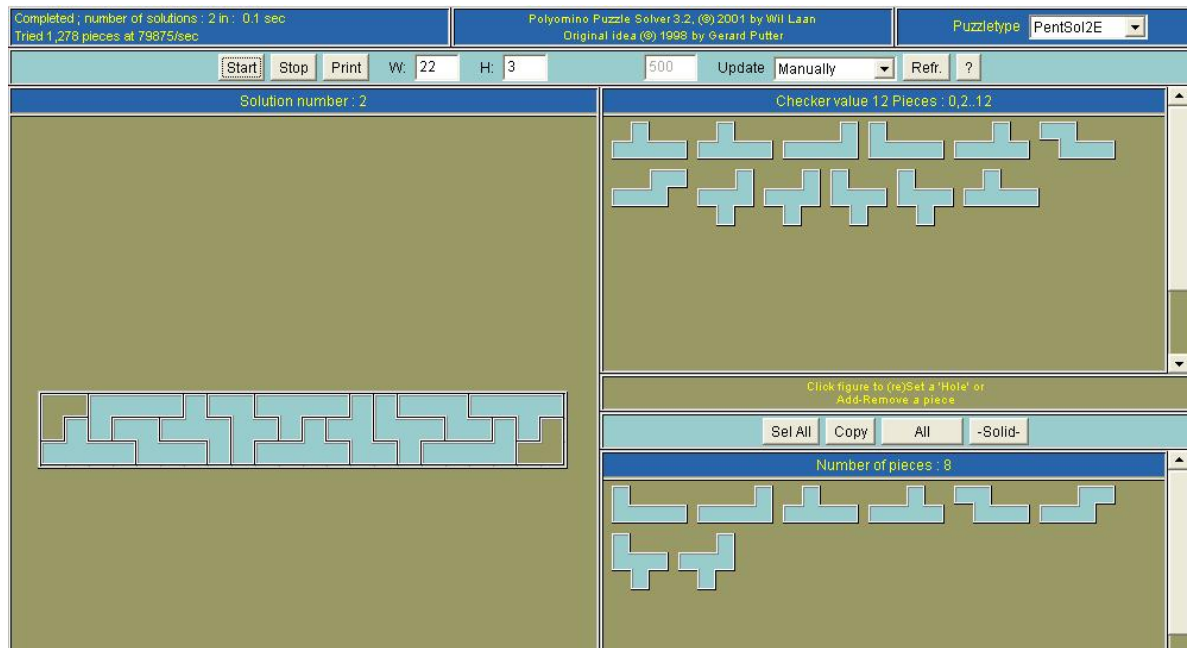 Completed ; number of solutions : 2 in : 0.1 sec
Tried 1,278 pieces at 79875/sec
Polyomino Puzzle Solver 3.2, (®) 2001 by Wil Laan
Original idea (®) 1998 by Gerard Putter
Puzzletype PentSol2E
Start Stop Print W: 22 H: 3 500 Update Manually Refr. ?
Solution number : 2
Checker value 12 Pieces : 0,2..12
Click figure to (re)Set a 'Hole' or
Add-Remove a piece
Sel All Copy All -Solid-
Number of pieces : 8